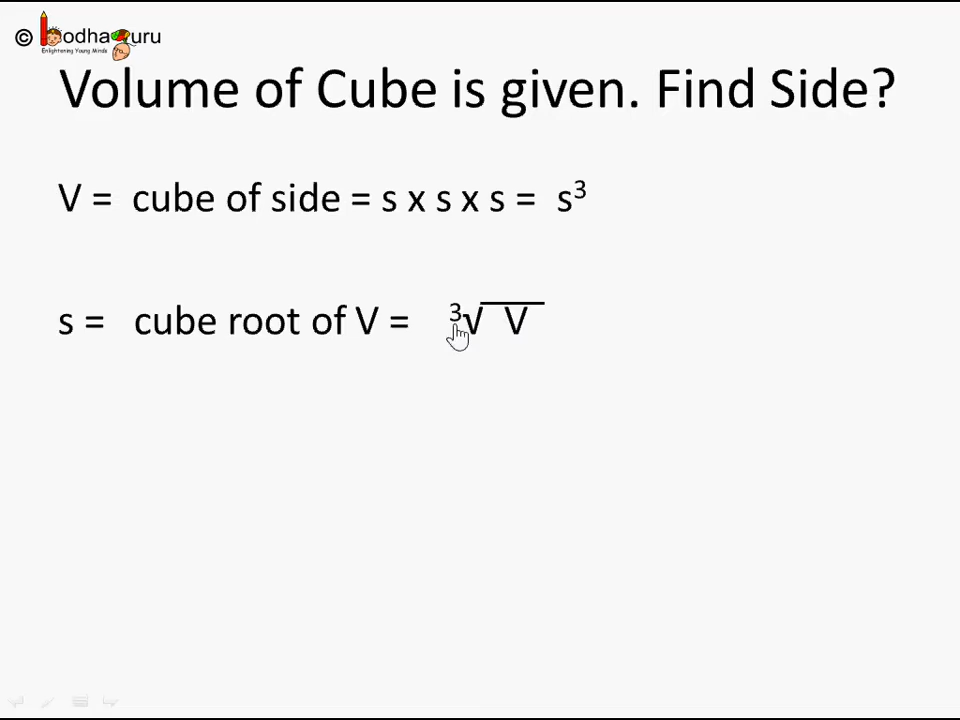 © BodhaGuru
Enlightening Young Minds
Volume of Cube is given. Find Side?
V = cube of side = s x s x s = s³
s = cube root of V = ³√ V